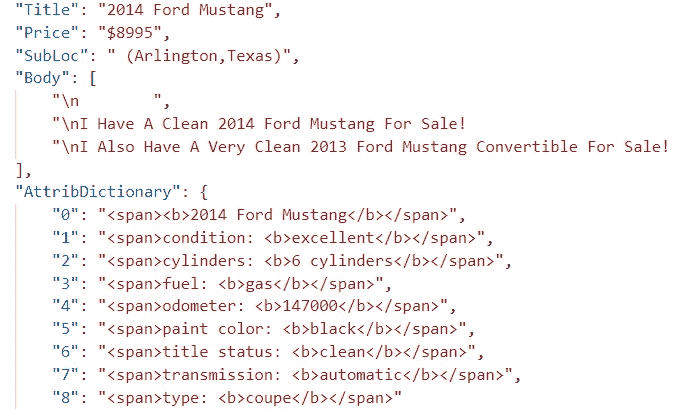 "Title": "2014 Ford Mustang",
"Price": "$8995",
"SubLoc": " (Arlington,Texas)",
"Body": [
"\n        ",
"\nI Have A Clean 2014 Ford Mustang For Sale!
"\nI Also Have A Very Clean 2013 Ford Mustang Convertible For Sale!
],
"AttribDictionary": {
"0": "<span><b>2014 Ford Mustang</b></span>",
"1": "<span>condition: <b>excellent</b></span>",
"2": "<span>cylinders: <b>6 cylinders</b></span>",
"3": "<span>fuel: <b>gas</b></span>",
"4": "<span>odometer: <b>147000</b></span>",
"5": "<span>paint color: <b>black</b></span>",
"6": "<span>title status: <b>clean</b></span>",
"7": "<span>transmission: <b>automatic</b></span>",
"8": "<span>type: <b>coupe</b></span>"